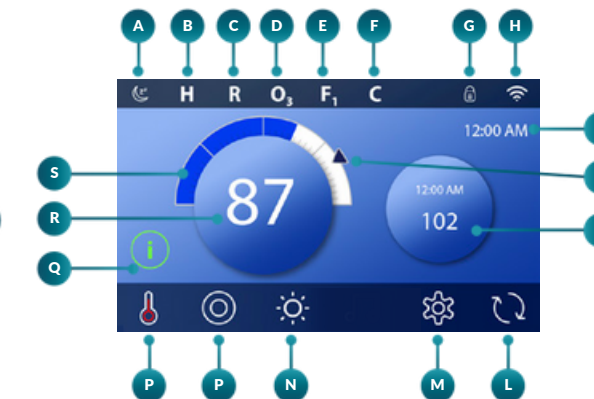 A B C D E F G H
H R O₃ F₁ C
12:00 AM
S
87
12:00 AM
R
102
i
Q
P P N M L